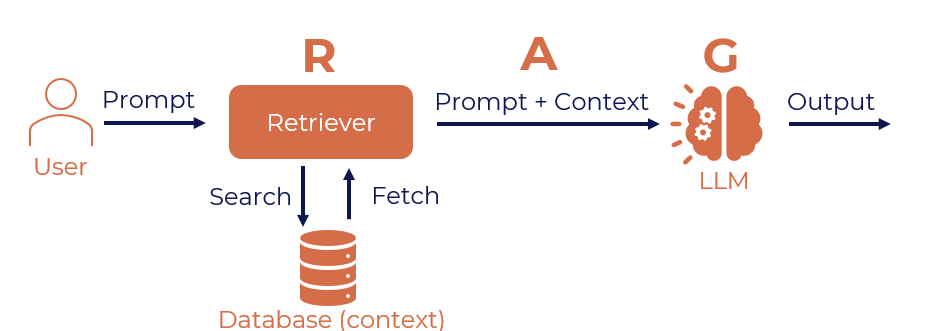 R
A
G
Prompt
Retriever
Prompt + Context
Output
User
LLM
Search
Fetch
Database (context)